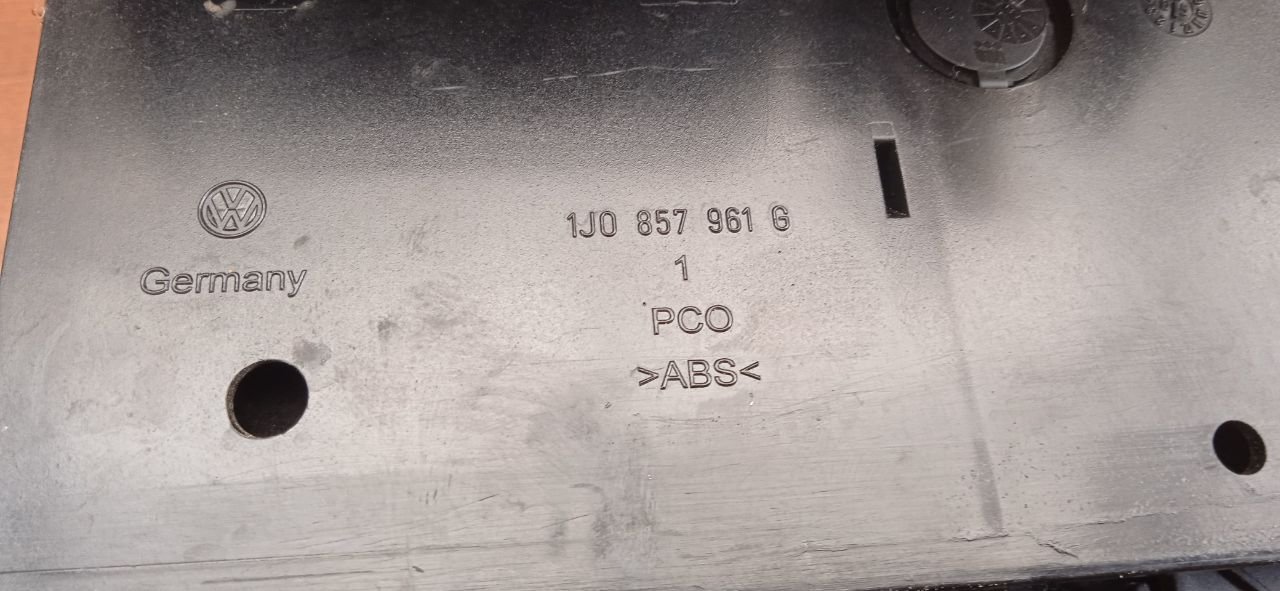 Germany
1J0 857 961 G
1
PCO
>ABS<